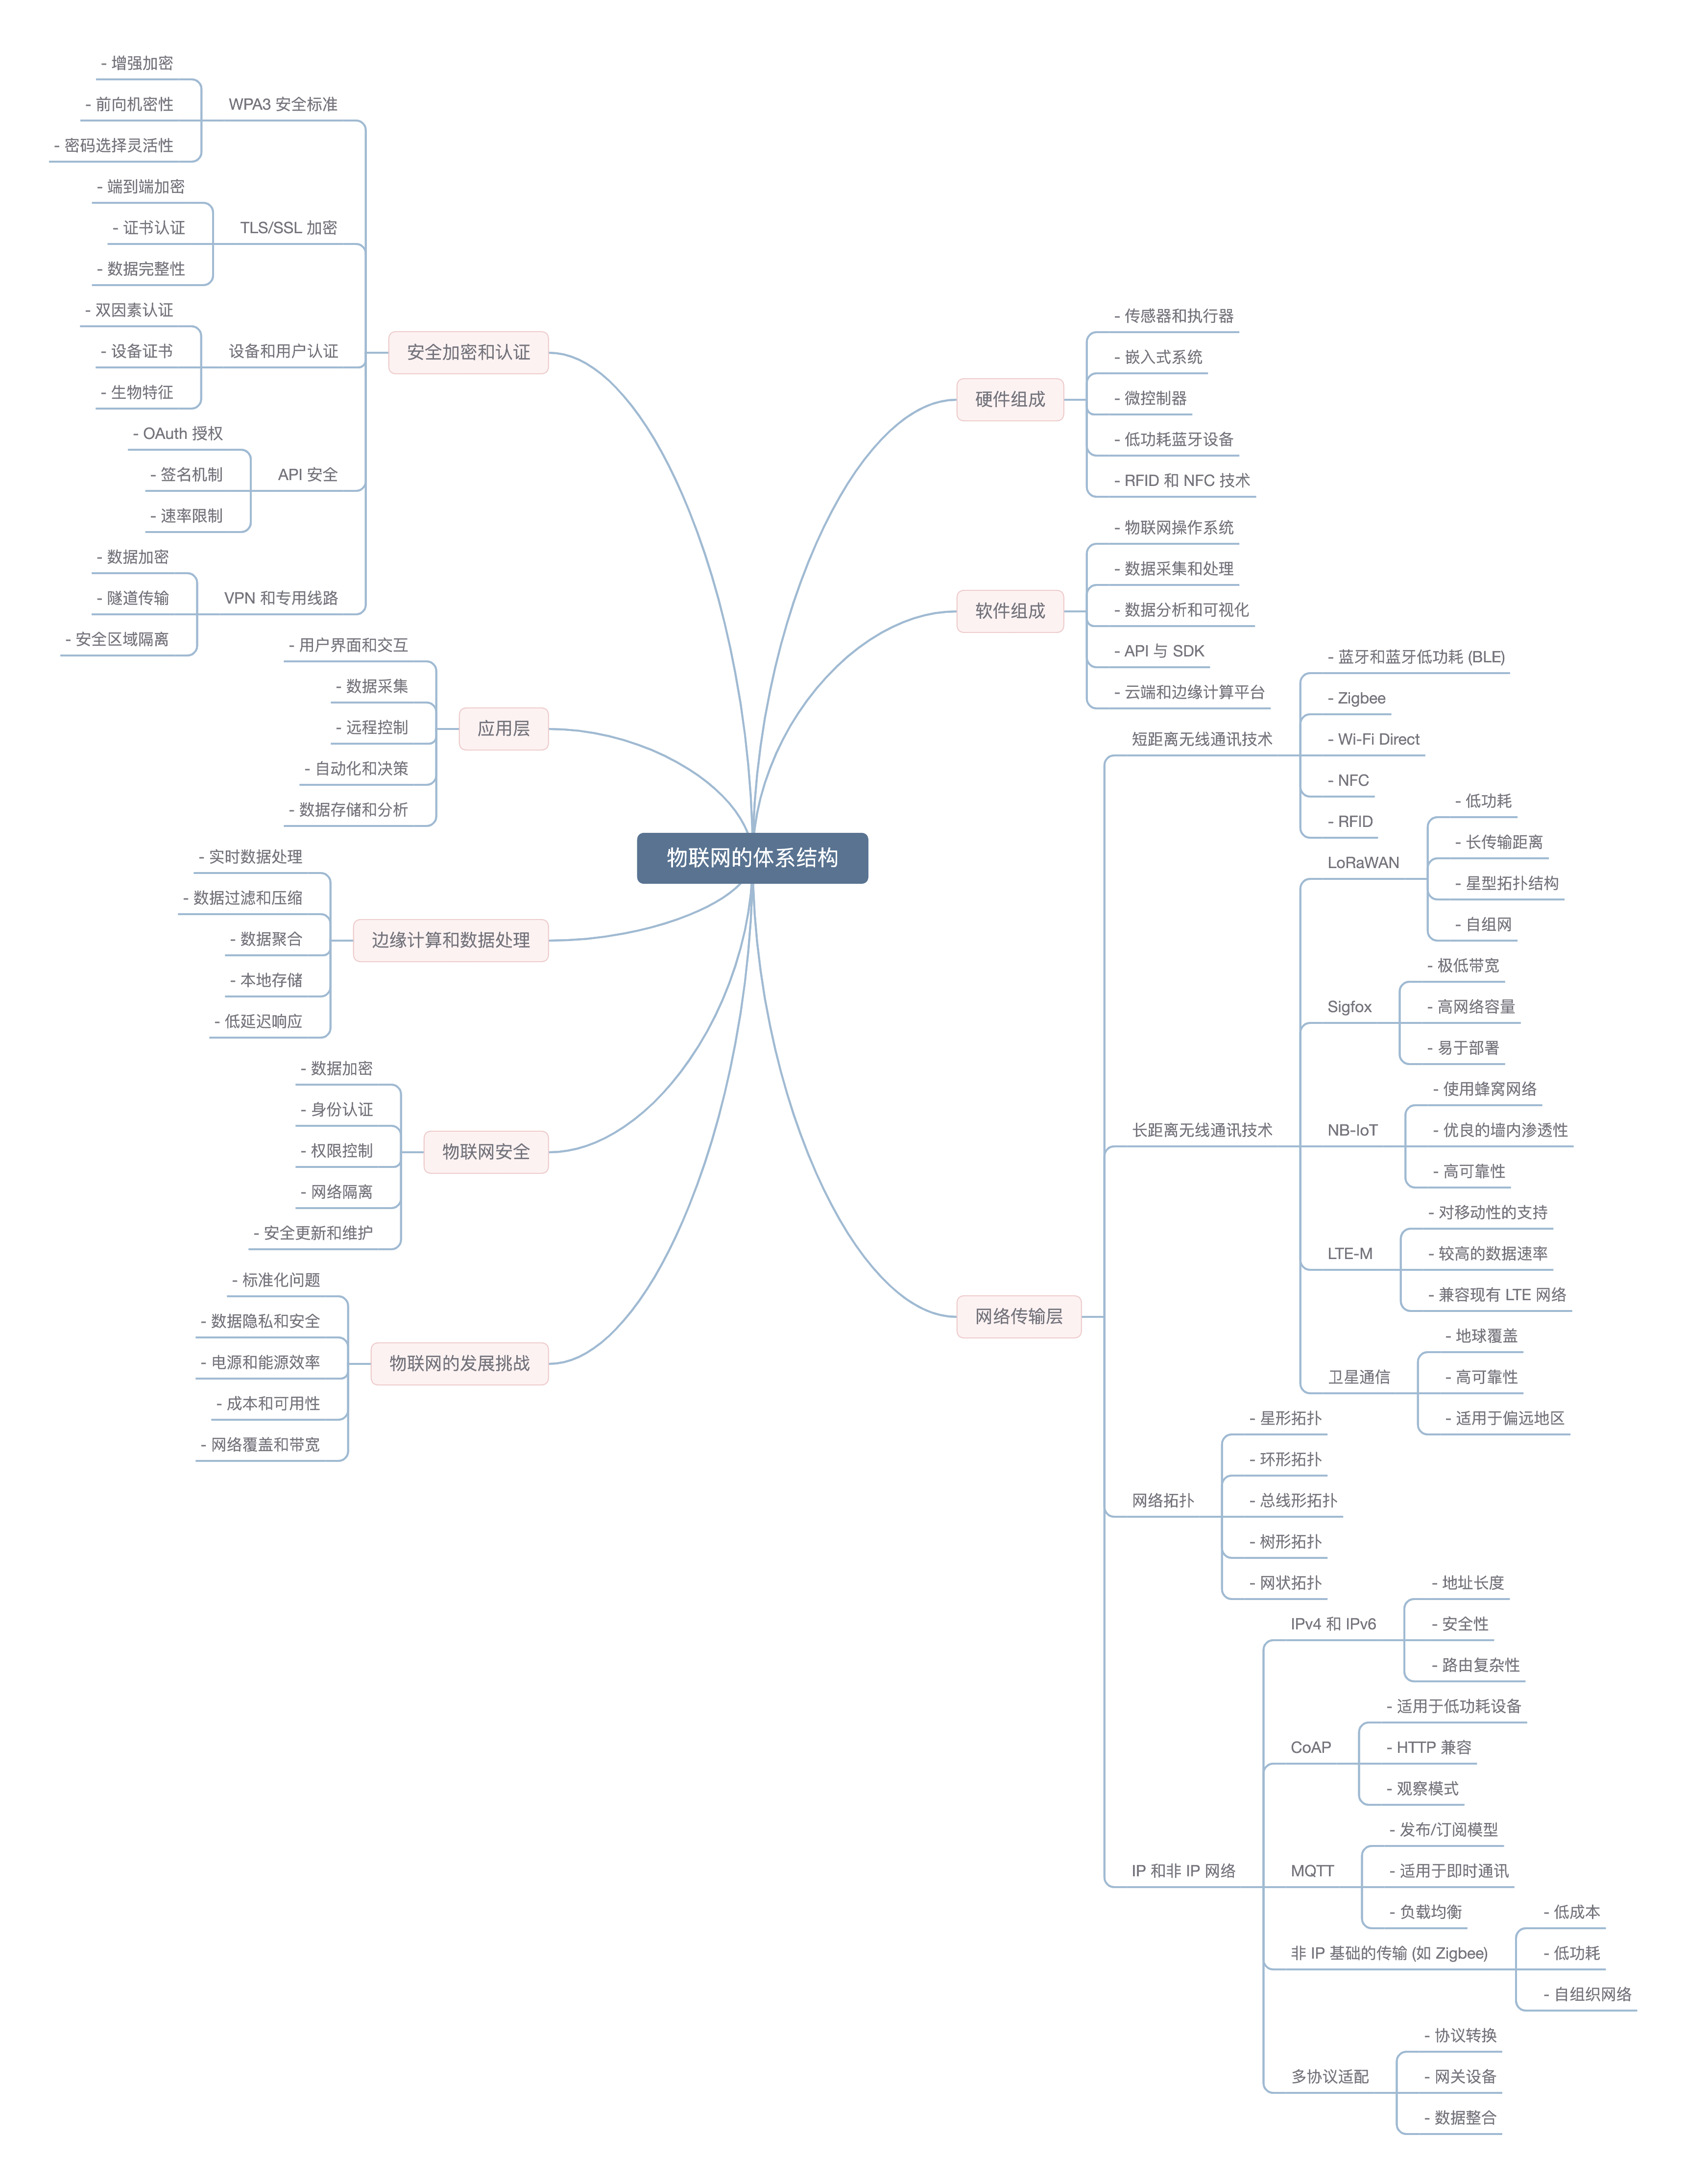 物联网的体系结构
硬件组成
- 传感器和执行器
- 嵌入式系统
- 微控制器
- 低功耗蓝牙设备
- RFID 和 NFC 技术
软件组成
- 物联网操作系统
- 数据采集和处理
- 数据分析和可视化
- API 与 SDK
- 云端和边缘计算平台
网络传输层
短距离无线通讯技术
- 蓝牙和蓝牙低功耗 (BLE)
- Zigbee
- Wi-Fi Direct
- NFC
- RFID
长距离无线通讯技术
LoRaWAN
- 低功耗
- 长传输距离
- 星型拓扑结构
- 自组网
Sigfox
- 极低带宽
- 高网络容量
- 易于部署
NB-IoT
- 使用蜂窝网络
- 优良的墙内渗透性
- 高可靠性
LTE-M
- 对移动性的支持
- 较高的数据速率
- 兼容现有 LTE 网络
卫星通信
- 地球覆盖
- 高可靠性
- 适用于偏远地区
网络拓扑
- 星形拓扑
- 环形拓扑
- 总线形拓扑
- 树形拓扑
- 网状拓扑
IP 和非 IP 网络
IPv4 和 IPv6
- 地址长度
- 安全性
- 路由复杂性
CoAP
- 适用于低功耗设备
- HTTP 兼容
- 观察模式
MQTT
- 发布/订阅模型
- 适用于即时通讯
- 负载均衡
非 IP 基础的传输 (如 Zigbee)
- 低成本
- 低功耗
- 自组织网络
多协议适配
- 协议转换
- 网关设备
- 数据整合
安全加密和认证
WPA3 安全标准
- 增强加密
- 前向机密性
- 密码选择灵活性
TLS/SSL 加密
- 端到端加密
- 证书认证
- 数据完整性
设备和用户认证
- 双因素认证
- 设备证书
- 生物特征
API 安全
- OAuth 授权
- 签名机制
- 速率限制
VPN 和专用线路
- 数据加密
- 隧道传输
- 安全区域隔离
应用层
- 用户界面和交互
- 数据采集
- 远程控制
- 自动化和决策
- 数据存储和分析
边缘计算和数据处理
- 实时数据处理
- 数据过滤和压缩
- 数据聚合
- 本地存储
- 低延迟响应
物联网安全
- 数据加密
- 身份认证
- 权限控制
- 网络隔离
- 安全更新和维护
物联网的发展挑战
- 标准化问题
- 数据隐私和安全
- 电源和能源效率
- 成本和可用性
- 网络覆盖和带宽